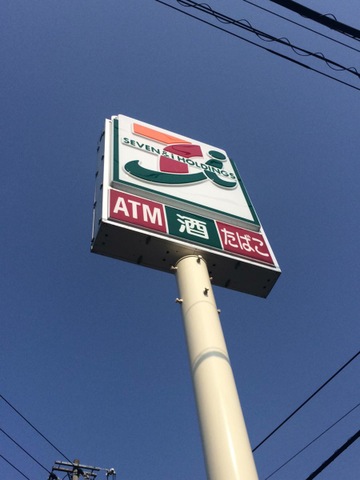 SEVEN & i HOLDINGS
ATM 酒 たばこ